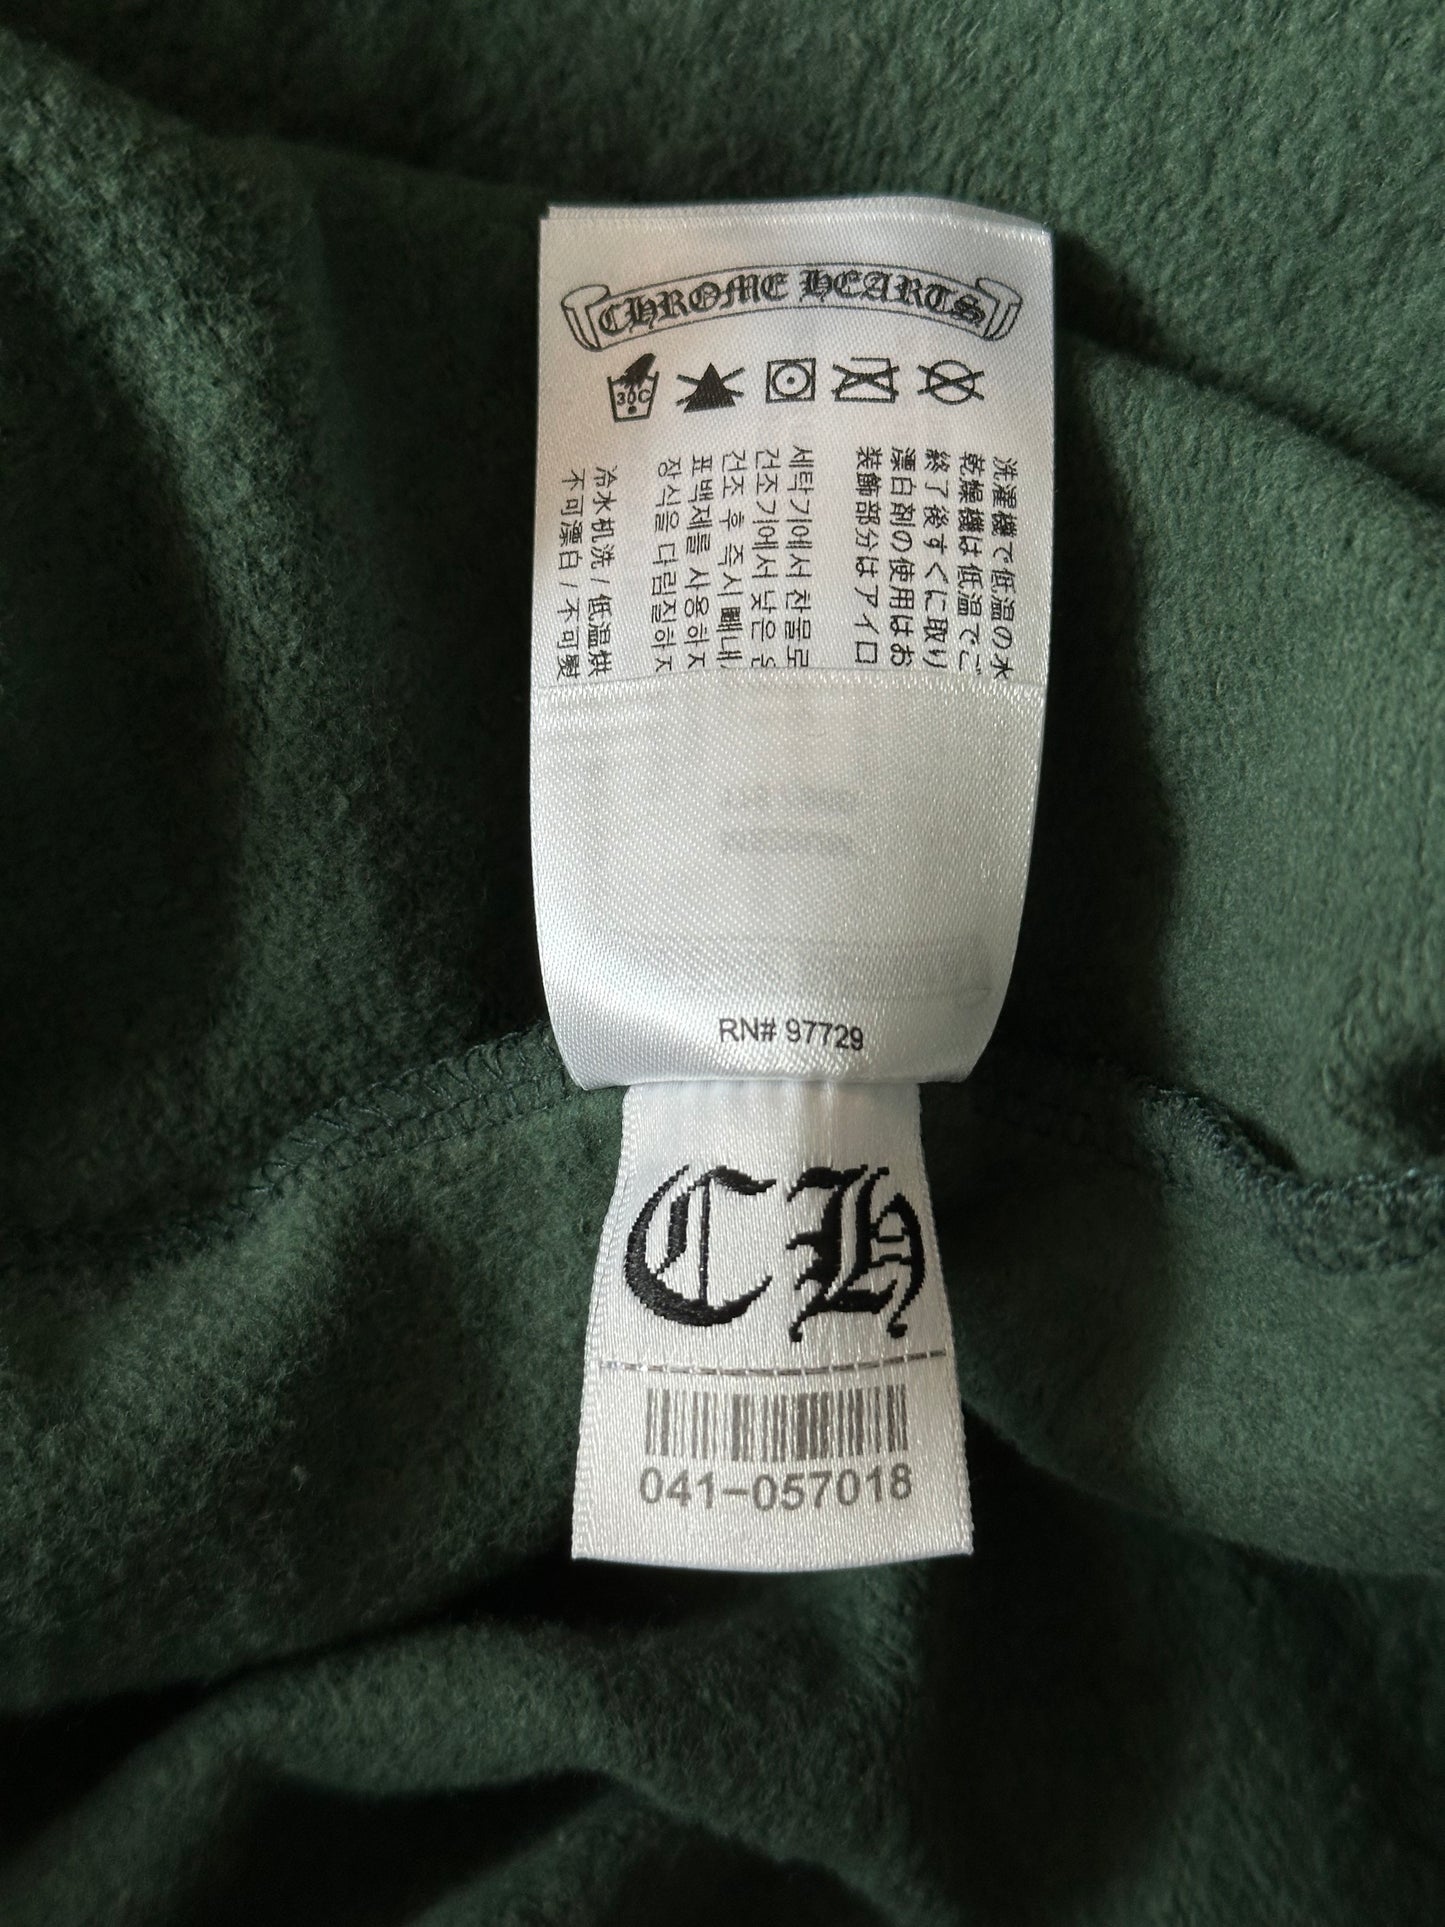 CHROME HEARTS
30C
洗濯機で低温の水
乾燥機は低温でご
終了後すぐに取り
漂白剤の使用はお
装飾部分はアイロ
세탁기에서 찬물로
건조기에서 낮은
건조 후 즉시 빼내
표백제를 사용하지
장식을 다림질하지
冷水机洗 / 低温烘
不可漂白 / 不可熨
RN# 97729
CH
041-057018